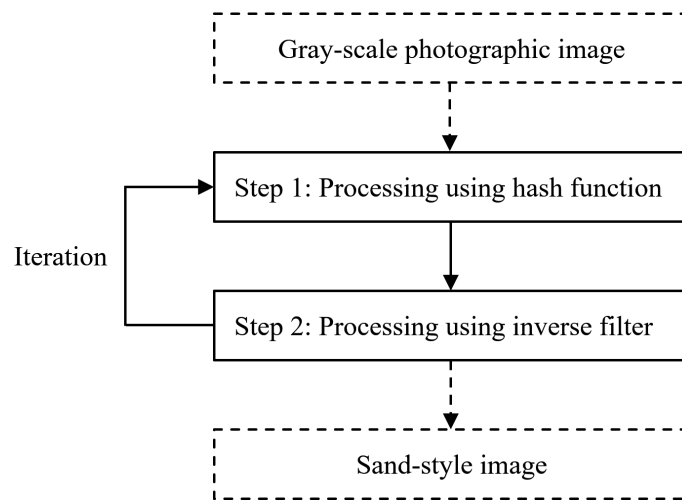 Gray-scale photographic image
Step 1: Processing using hash function
Iteration
Step 2: Processing using inverse filter
Sand-style image